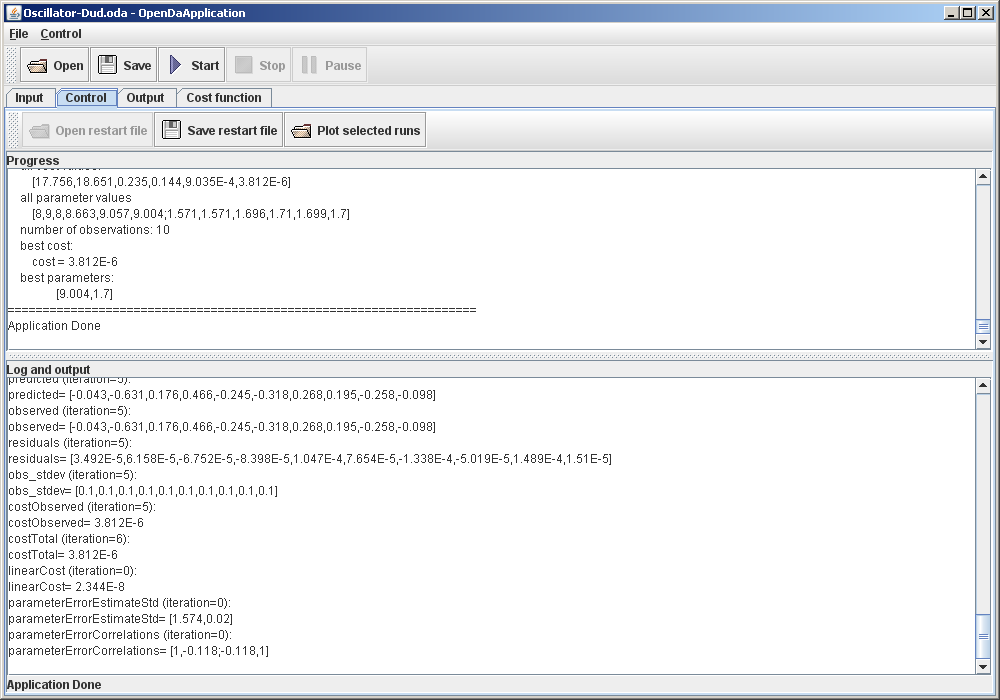 Oscillator-Dud.oda - OpenDaApplication
File Control
Open Save Start Stop Pause
Input Control Output Cost function
Open restart file Save restart file Plot selected runs
Progress
[17.756,18.651,0.235,0.144,9.035E-4,3.812E-6]
all parameter values
[8,9,8,8.663,9.057,9.004;1.571,1.571,1.696,1.71,1.699,1.7]
number of observations: 10
best cost:
cost = 3.812E-6
best parameters:
[9.004,1.7]
===================================================================
Application Done
Log and output
predicted (iteration=5):
predicted= [-0.043,-0.631,0.176,0.466,-0.245,-0.318,0.268,0.195,-0.258,-0.098]
observed (iteration=5):
observed= [-0.043,-0.631,0.176,0.466,-0.245,-0.318,0.268,0.195,-0.258,-0.098]
residuals (iteration=5):
residuals= [3.492E-5,6.158E-5,-6.752E-5,-8.398E-5,1.047E-4,7.654E-5,-1.338E-4,-5.019E-5,1.489E-4,1.51E-5]
obs_stdev (iteration=5):
obs_stdev= [0.1,0.1,0.1,0.1,0.1,0.1,0.1,0.1,0.1,0.1]
costObserved (iteration=5):
costObserved= 3.812E-6
costTotal (iteration=6):
costTotal= 3.812E-6
linearCost (iteration=0):
linearCost= 2.344E-8
parameterErrorEstimateStd (iteration=0):
parameterErrorEstimateStd= [1.574,0.02]
parameterErrorCorrelations (iteration=0):
parameterErrorCorrelations= [1,-0.118;-0.118,1]
Application Done